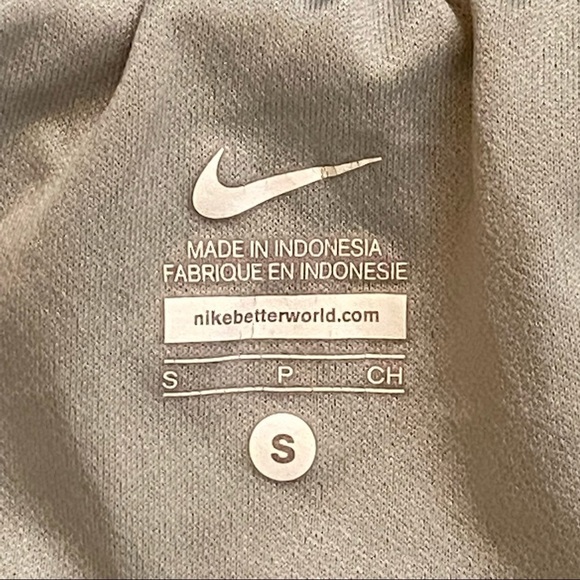 MADE IN INDONESIA
FABRIQUE EN INDONESIE
nikebetterworld.com
S P CH
S